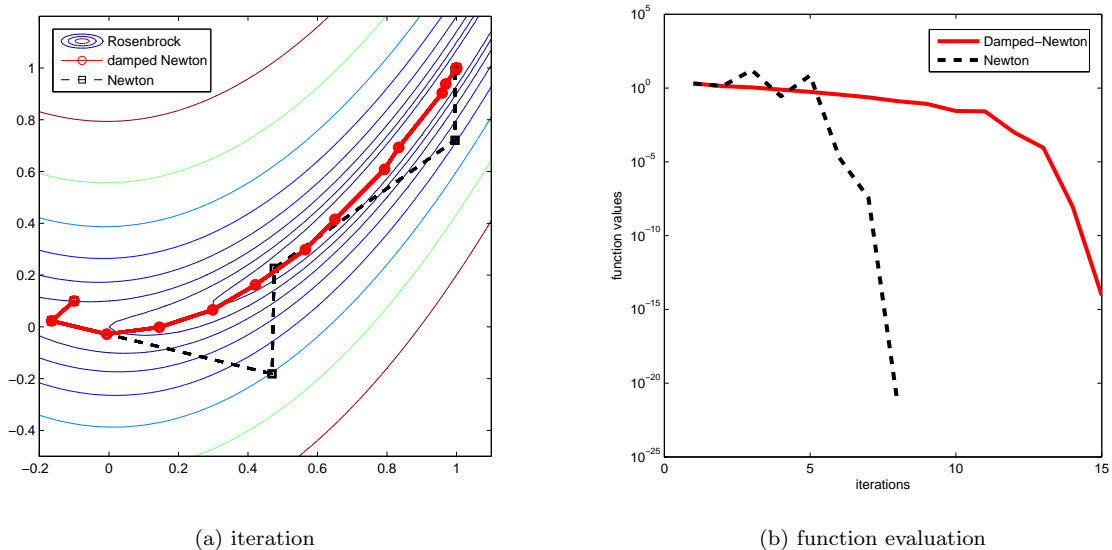 Rosenbrock
damped Newton
Newton
1
0.8
0.6
0.4
0.2
0
−0.2
−0.4
−0.2
0
0.2
0.4
0.6
0.8
1
(a) iteration
Damped−Newton
Newton
function values
10^5
10^0
10^−5
10^−10
10^−15
10^−20
10^−25
0
5
10
15
iterations
(b) function evaluation